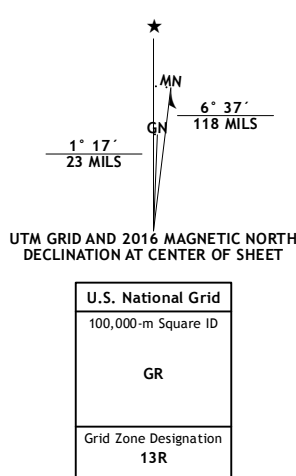 ★
MN
GN
6° 37´
118 MILS
1° 17´
23 MILS
UTM GRID AND 2016 MAGNETIC NORTH
DECLINATION AT CENTER OF SHEET
U.S. National Grid
100,000-m Square ID
GR
Grid Zone Designation
13R